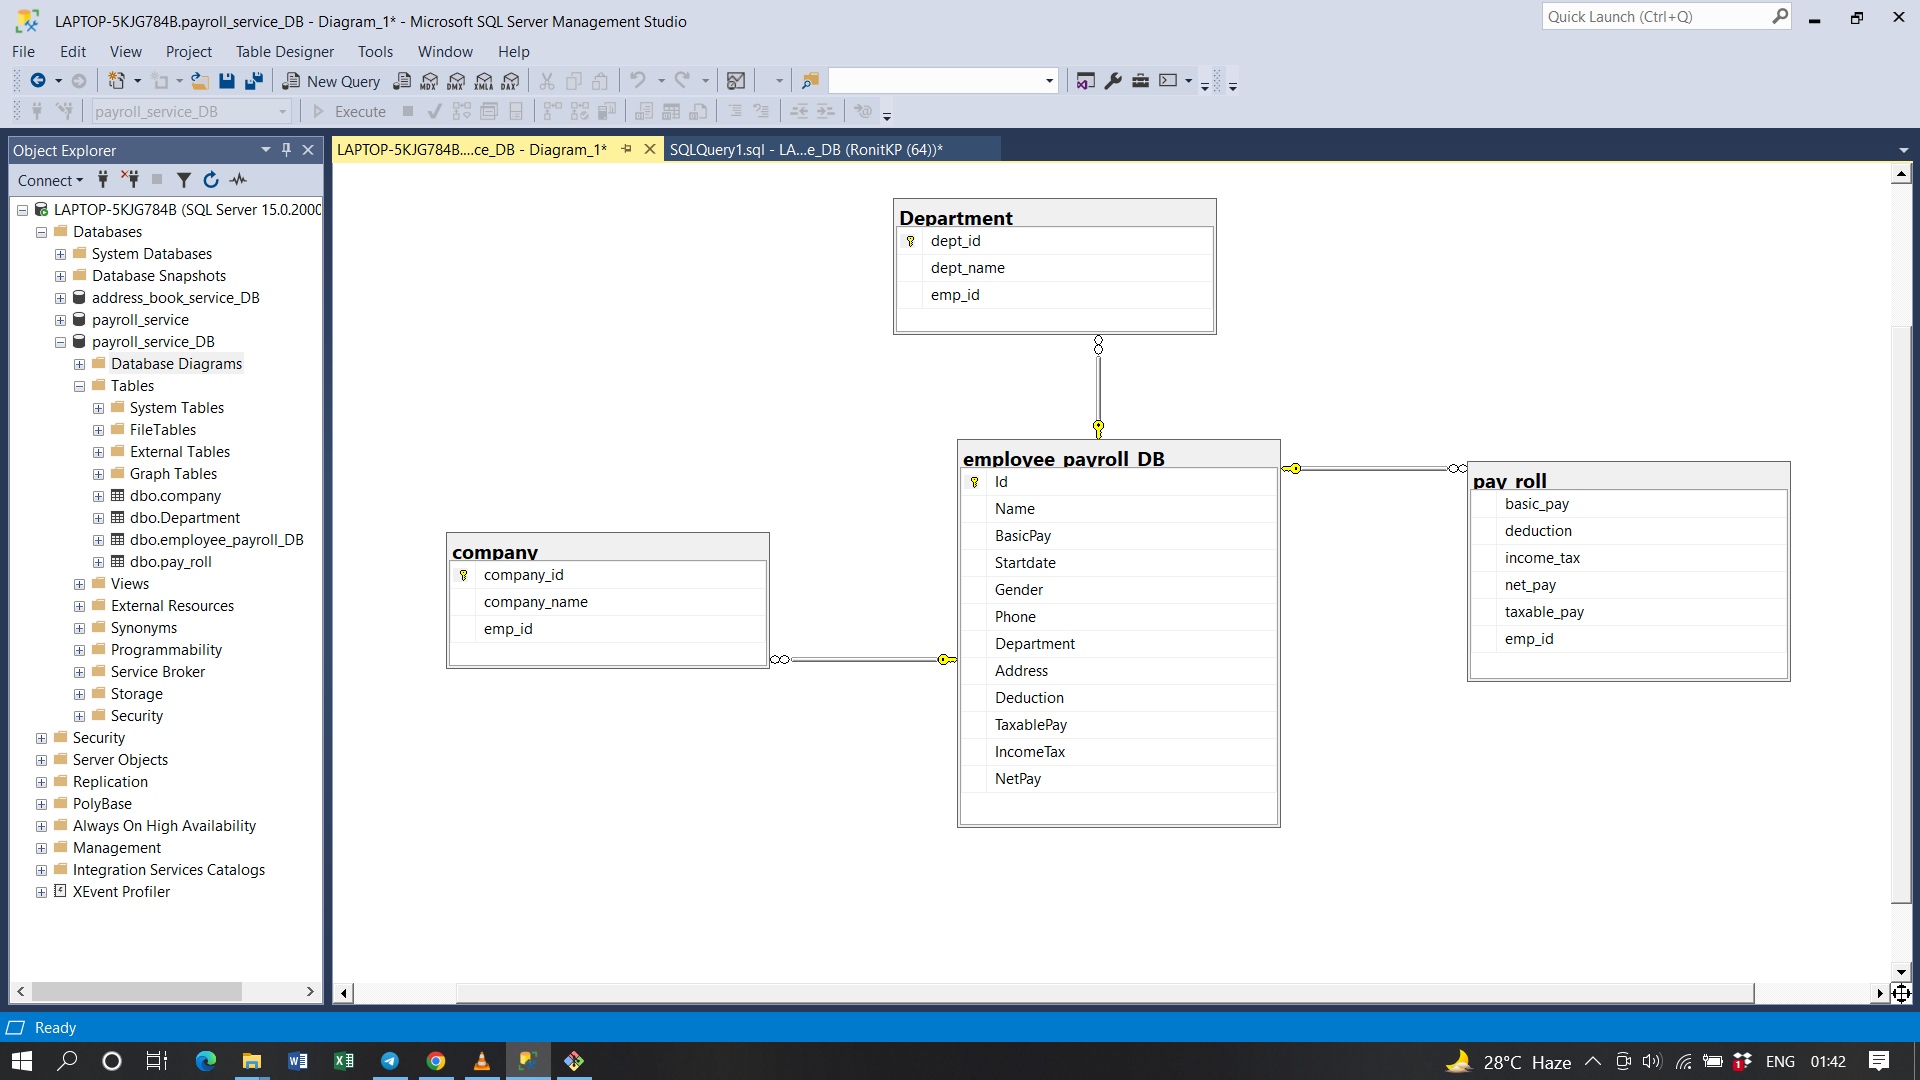 LAPTOP-5KJG784B.payroll_service_DB - Diagram_1* - Microsoft SQL Server Management Studio
Quick Launch (Ctrl+Q)
File Edit View Project Table Designer Tools Window Help
New Query MDX DMX XMLA DAX
payroll_service_DB Execute
Object Explorer
LAPTOP-5KJG784B....ce_DB - Diagram_1* SQLQuery1.sql - LA...e_DB (RonitKP (64))*
Connect
LAPTOP-5KJG784B (SQL Server 15.0.2000
Databases
System Databases
Database Snapshots
address_book_service_DB
payroll_service
payroll_service_DB
Database Diagrams
Tables
System Tables
FileTables
External Tables
Graph Tables
dbo.company
dbo.Department
dbo.employee_payroll_DB
dbo.pay_roll
Views
External Resources
Synonyms
Programmability
Service Broker
Storage
Security
Security
Server Objects
Replication
PolyBase
Always On High Availability
Management
Integration Services Catalogs
XEvent Profiler
Department
dept_id
dept_name
emp_id
employee_payroll_DB
Id
Name
BasicPay
Startdate
Gender
Phone
Department
Address
Deduction
TaxablePay
IncomeTax
NetPay
pay_roll
basic_pay
deduction
income_tax
net_pay
taxable_pay
emp_id
company
company_id
company_name
emp_id
Ready
28°C Haze 1 ENG 01:42